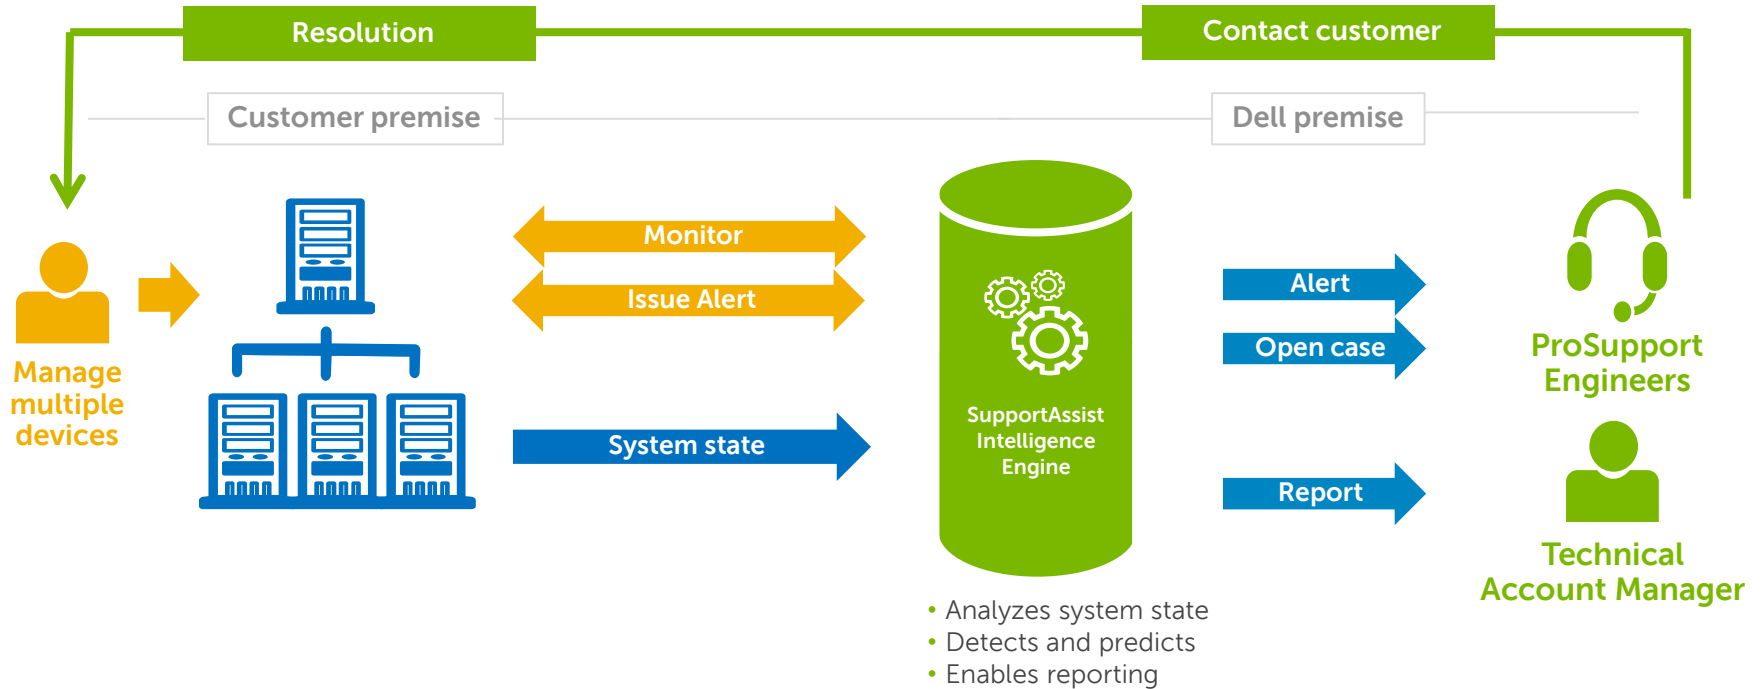 Resolution
Contact customer
Customer premise
Dell premise
Monitor
Issue Alert
System state
Manage
multiple
devices
SupportAssist
Intelligence
Engine
Alert
Open case
Report
ProSupport
Engineers
Technical
Account Manager
• Analyzes system state
• Detects and predicts
• Enables reporting